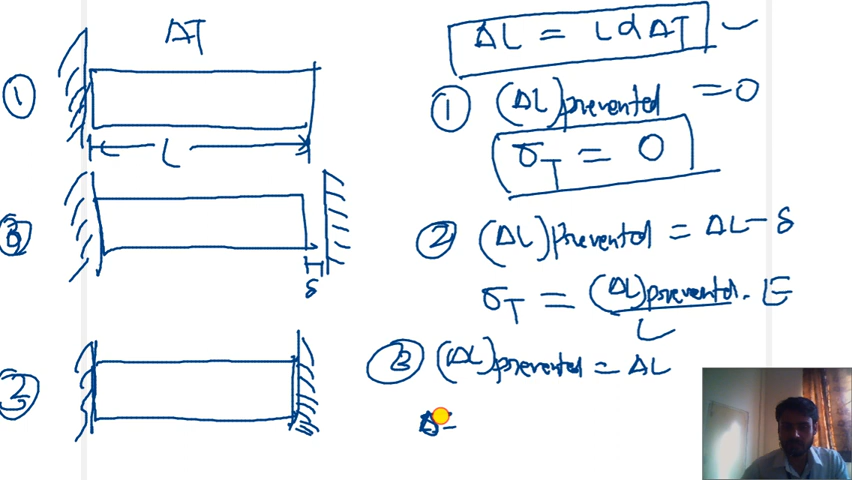 ΔT
① L
② δ
③
ΔL = LαΔT
① (ΔL)prevented = 0
σT = 0
② (ΔL)prevented = ΔL - δ
σT = (ΔL)prevented . E
L
③ (ΔL)prevented = ΔL